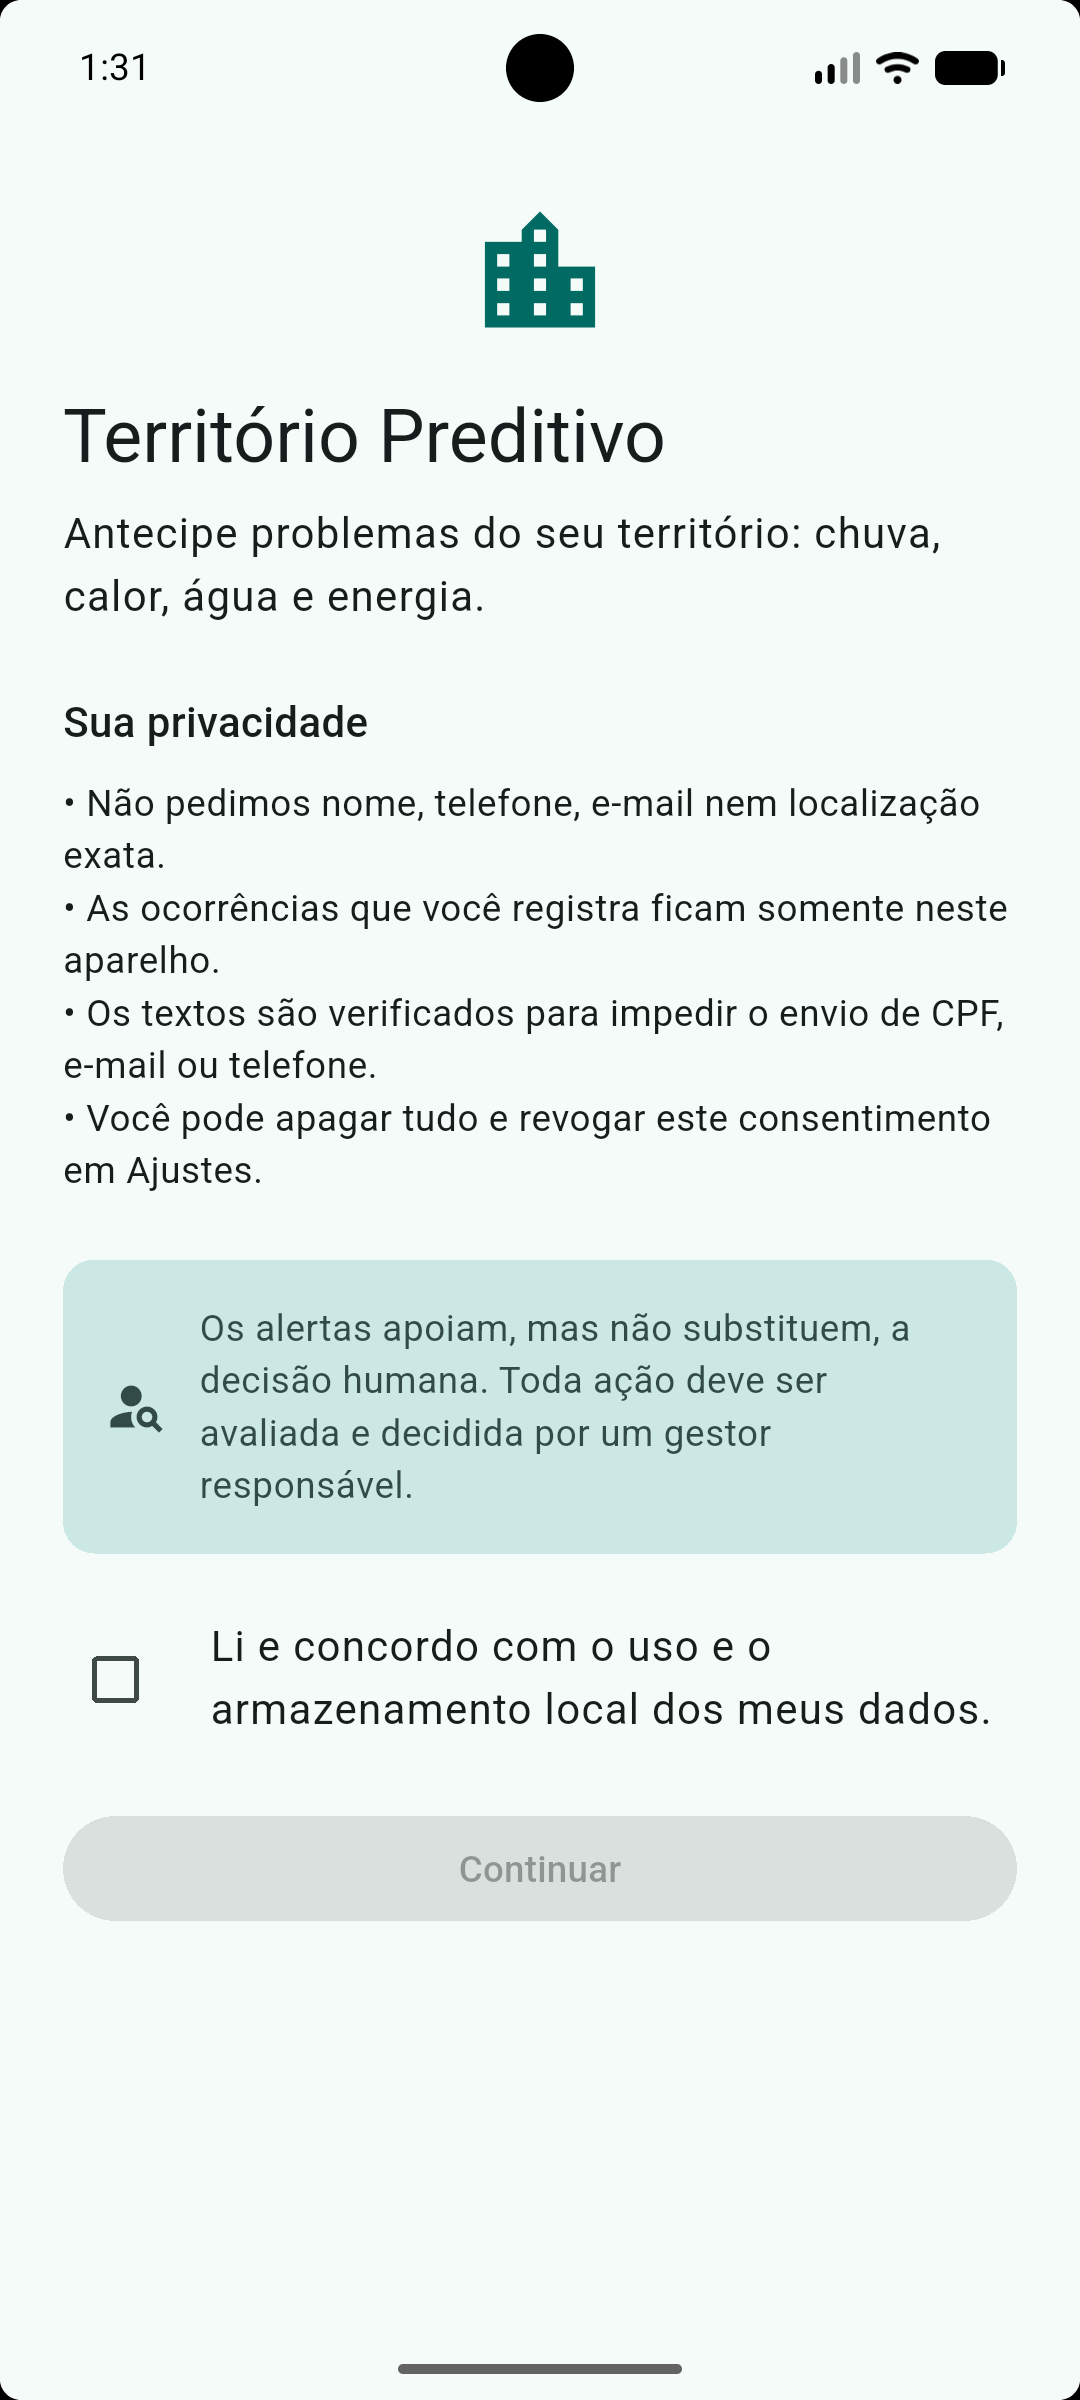 1:31
Território Preditivo
Antecipe problemas do seu território: chuva,
calor, água e energia.
Sua privacidade
• Não pedimos nome, telefone, e-mail nem localização
exata.
• As ocorrências que você registra ficam somente neste
aparelho.
• Os textos são verificados para impedir o envio de CPF,
e-mail ou telefone.
• Você pode apagar tudo e revogar este consentimento
em Ajustes.
Os alertas apoiam, mas não substituem, a
decisão humana. Toda ação deve ser
avaliada e decidida por um gestor
responsável.
Li e concordo com o uso e o
armazenamento local dos meus dados.
Continuar